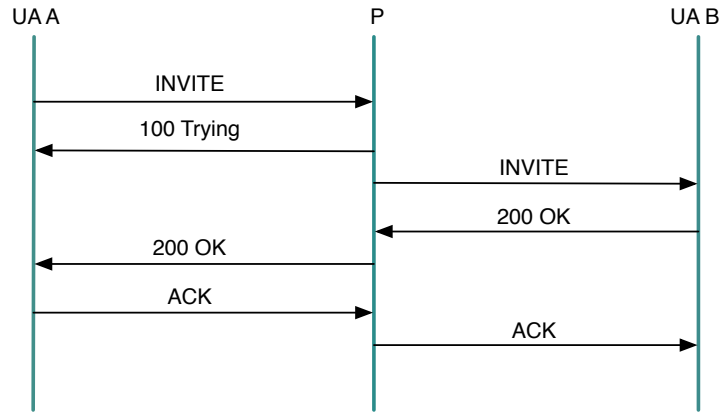 UA A P UA B
INVITE
100 Trying
INVITE
200 OK
200 OK
ACK
ACK